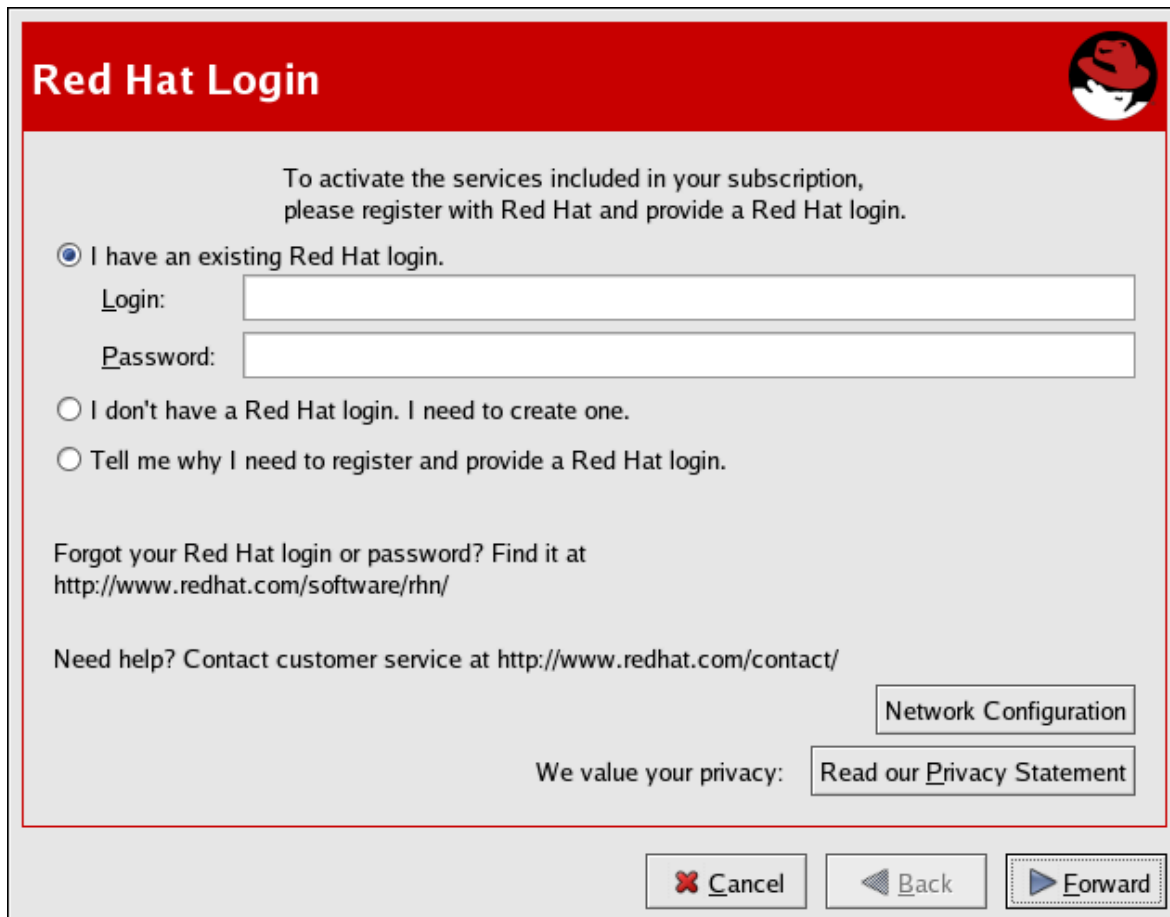 Red Hat Login
To activate the services included in your subscription,
please register with Red Hat and provide a Red Hat login.
I have an existing Red Hat login.
Login:
Password:
I don't have a Red Hat login. I need to create one.
Tell me why I need to register and provide a Red Hat login.
Forgot your Red Hat login or password? Find it at
http://www.redhat.com/software/rhn/
Need help? Contact customer service at http://www.redhat.com/contact/
Network Configuration
We value your privacy: Read our Privacy Statement
Cancel Back Forward